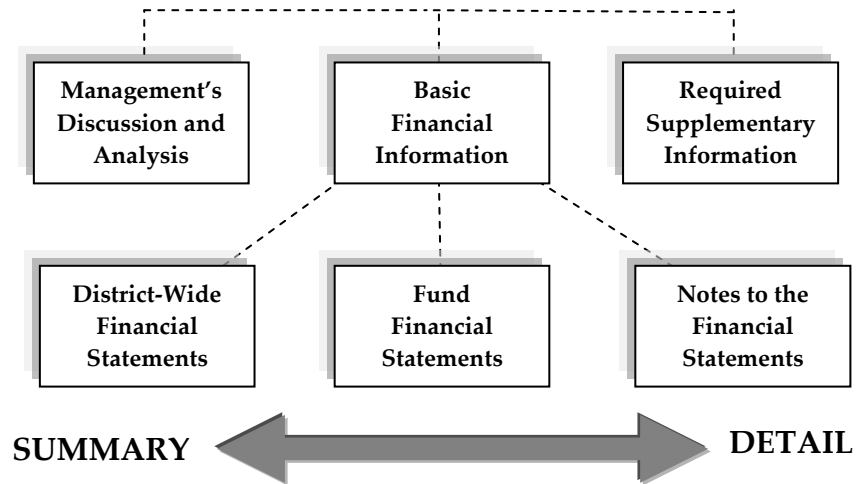 Management’s
Discussion and
Analysis
Basic
Financial
Information
Required
Supplementary
Information
District-Wide
Financial
Statements
Fund
Financial
Statements
Notes to the
Financial
Statements
SUMMARY
DETAIL